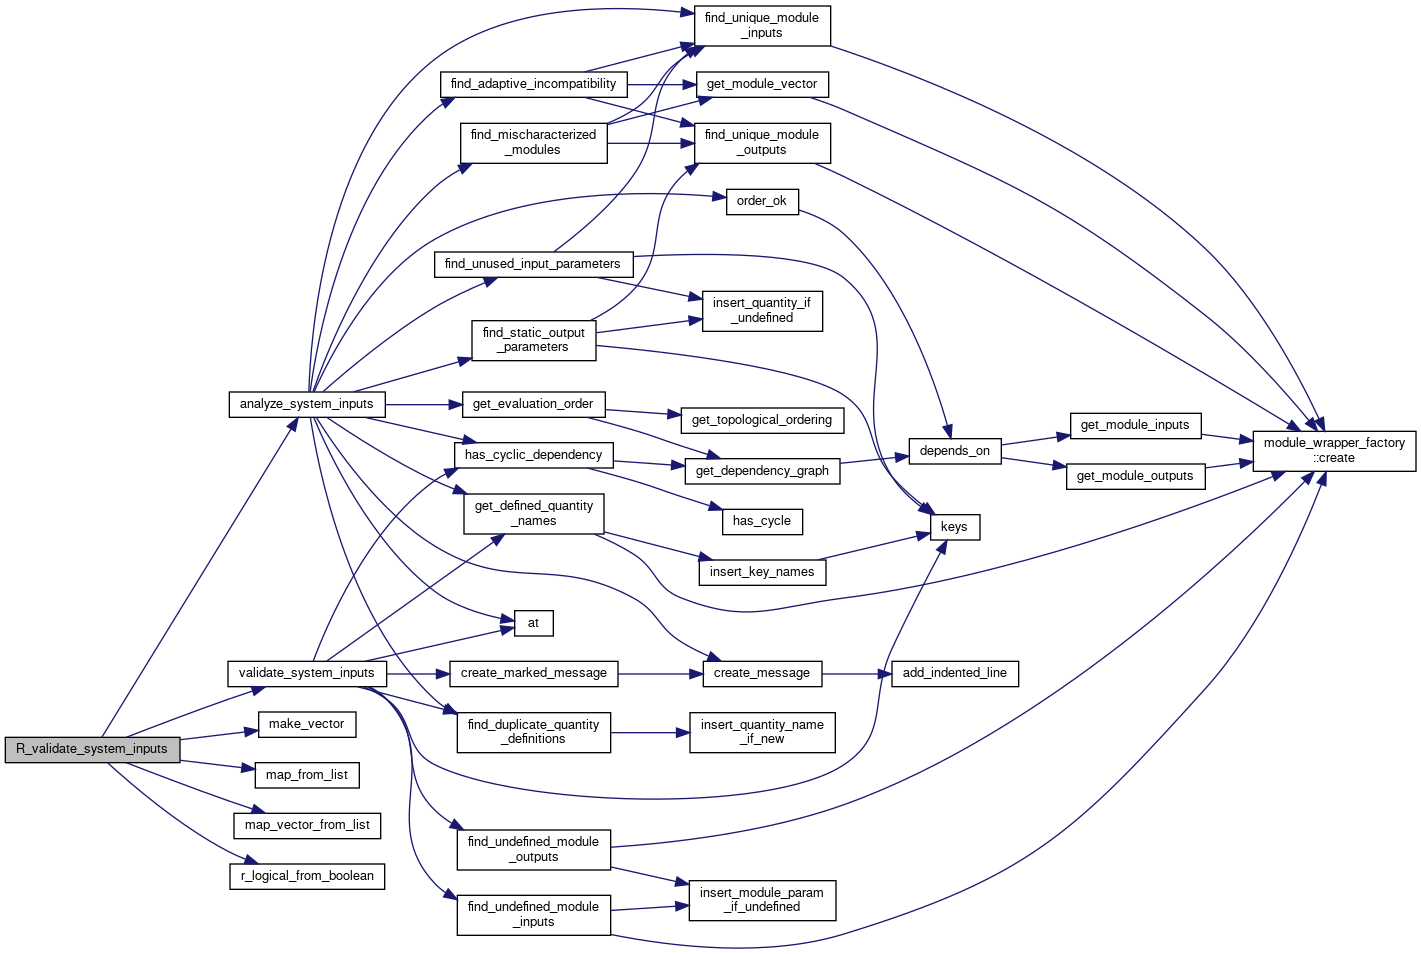 find_unique_module
_inputs
find_adaptive_incompatibility
get_module_vector
find_mischaracterized
_modules
find_unique_module
_outputs
order_ok
find_unused_input_parameters
insert_quantity_if
_undefined
find_static_output
_parameters
analyze_system_inputs
get_evaluation_order
get_topological_ordering
get_module_inputs
module_wrapper_factory
::create
has_cyclic_dependency
depends_on
get_dependency_graph
get_module_outputs
get_defined_quantity
_names
has_cycle
keys
insert_key_names
at
validate_system_inputs
create_marked_message
create_message
add_indented_line
make_vector
find_duplicate_quantity
_definitions
insert_quantity_name
_if_new
R_validate_system_inputs
map_from_list
map_vector_from_list
find_undefined_module
_outputs
r_logical_from_boolean
insert_module_param
_if_undefined
find_undefined_module
_inputs